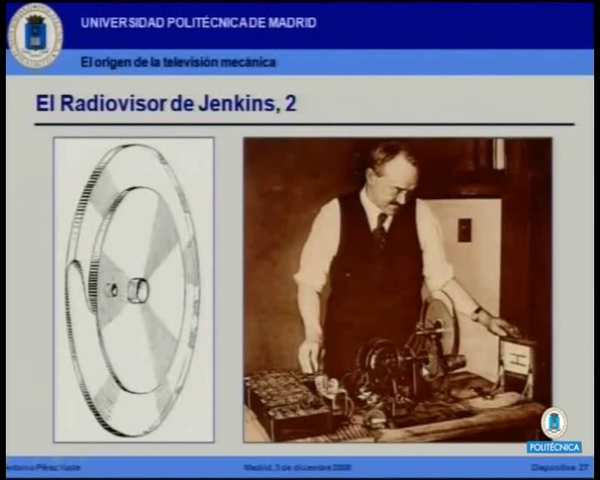 UNIVERSIDAD POLITÉCNICA DE MADRID
El origen de la televisión mecánica
El Radiovisor de Jenkins, 2
POLITÉCNICA
Antonio Pérez Yuste
Madrid, 3 de diciembre 2008
Diapositiva 27